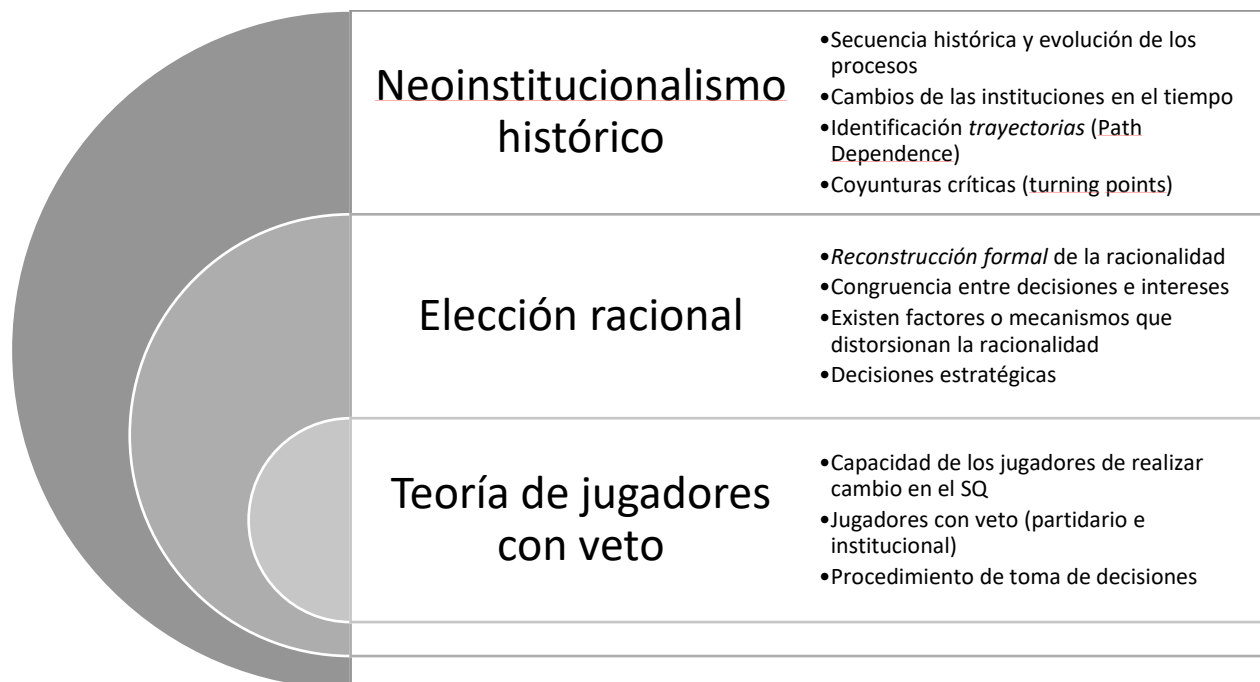 Neoinstitucionalismo
histórico
•Secuencia histórica y evolución de los
procesos
•Cambios de las instituciones en el tiempo
•Identificación trayectorias (Path
Dependence)
•Coyunturas críticas (turning points)
Elección racional
•Reconstrucción formal de la racionalidad
•Congruencia entre decisiones e intereses
•Existen factores o mecanismos que
distorsionan la racionalidad
•Decisiones estratégicas
Teoría de jugadores
con veto
•Capacidad de los jugadores de realizar
cambio en el SQ
•Jugadores con veto (partidario e
institucional)
•Procedimiento de toma de decisiones